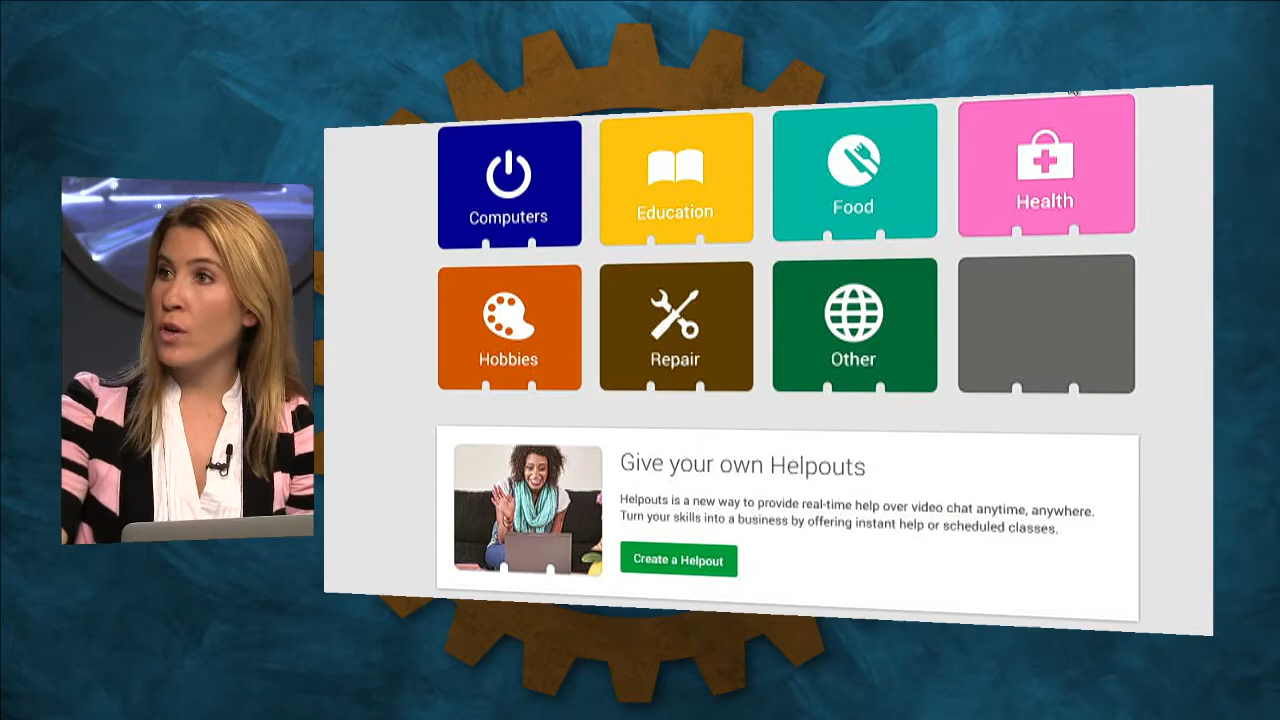 Computers
Education
Food
Health
Hobbies
Repair
Other
Give your own Helpouts
Helpouts is a new way to provide real-time help over video chat anytime, anywhere.
Turn your skills into a business by offering instant help or scheduled classes.
Create a Helpout